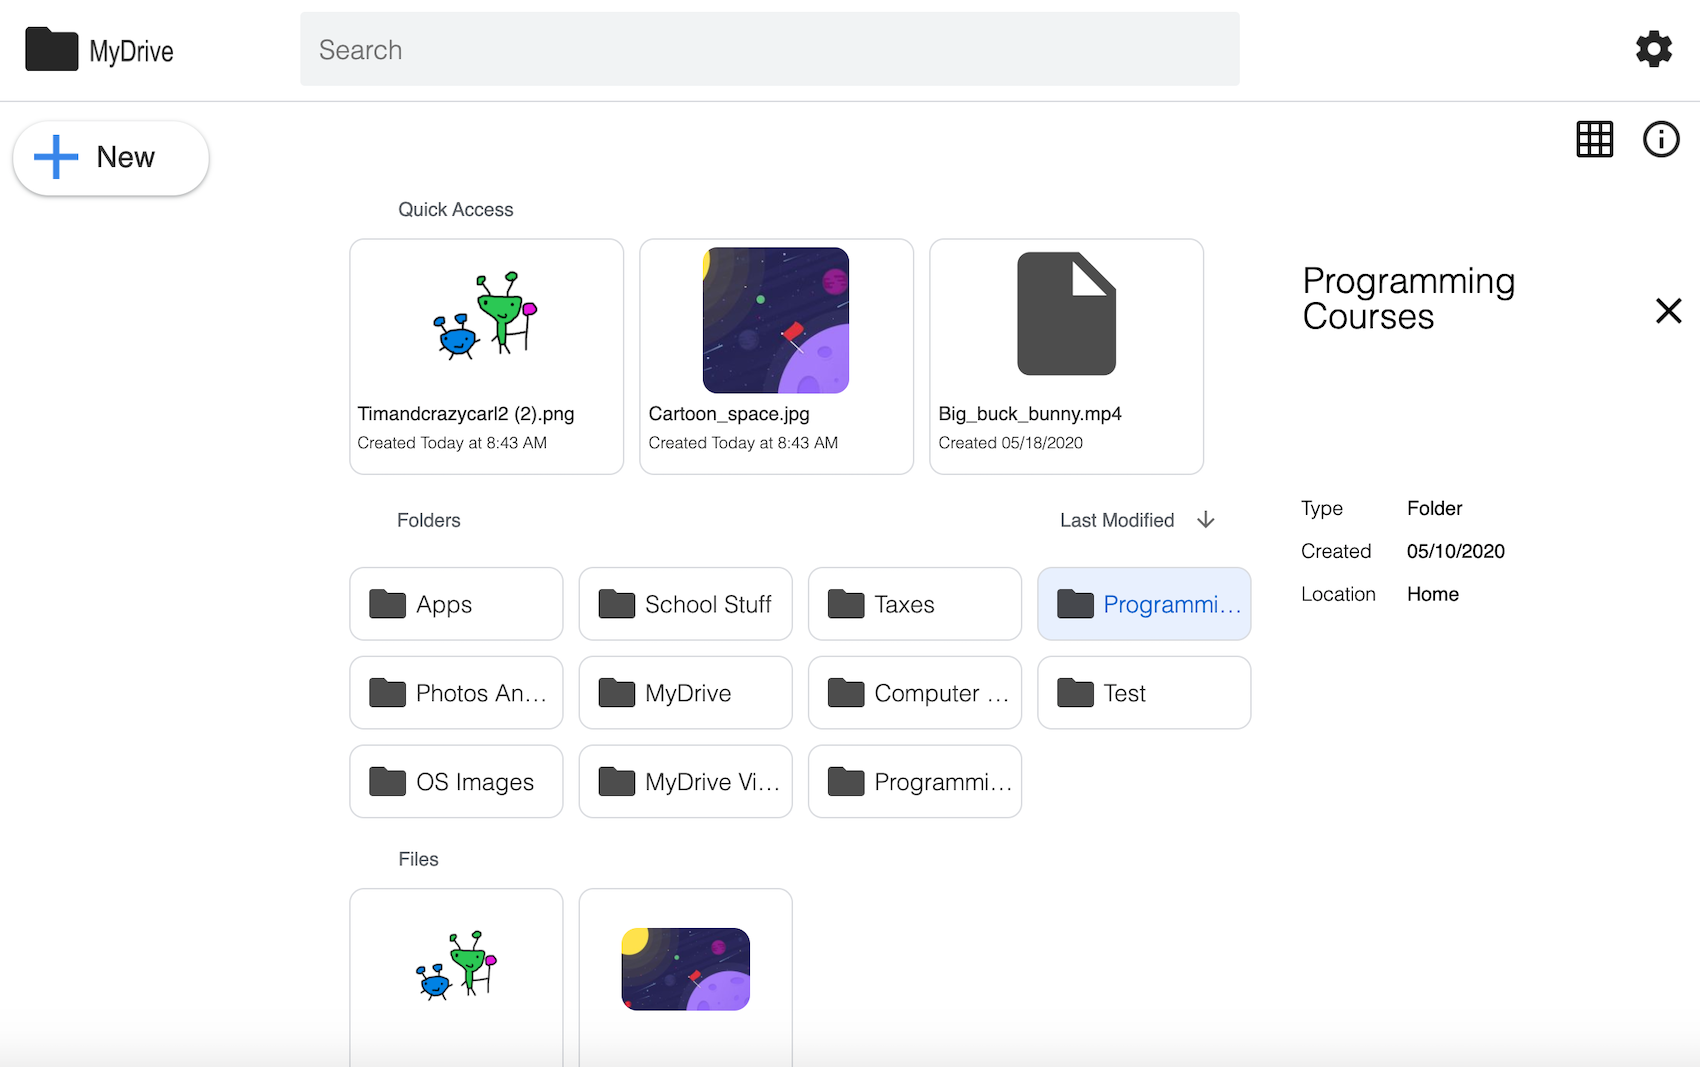 MyDrive
Search
New
Quick Access
Timandcrazycarl2 (2).png
Created Today at 8:43 AM
Cartoon_space.jpg
Created Today at 8:43 AM
Big_buck_bunny.mp4
Created 05/18/2020
Folders
Last Modified
Apps
School Stuff
Taxes
Programmi...
Photos An...
MyDrive
Computer ...
Test
OS Images
MyDrive Vi...
Programmi...
Files
Programming
Courses
Type Folder
Created 05/10/2020
Location Home